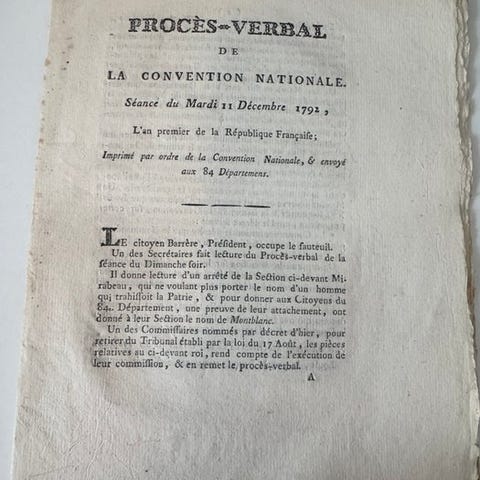 PROCÈS-VERBAL
DE
LA CONVENTION NATIONALE.
Séance du Mardi 11 Décembre 1792,
L'an premier de la République Françaiſe;
Imprimé par ordre de la Convention Nationale, & envoyé
aux 84 Département.
LE citoyen Barrère, Préſident, occupe le fauteuil.
Un des Secrétaires fait lecture du Procès-verbal de la
ſéance du Dimanche ſoir.
Il donne lecture d'un arrêté de la Section ci-devant Mi-
rabeau, qui ne voulant plus porter le nom d'un homme
qui trahiſſoit la Patrie, & pour donner aux Citoyens du
84e. Département, une preuve de leur attachement, ont
donné à leur Section le nom de Montblanc.
Un des Commiſſaires nommés par décret d'hier, pour
retirer du Tribunal établi par la loi du 17 Août, les pièces
relatives au ci-devant roi, rend compte de l'exécution de
leur commiſſion, & en remet le procès-verbal.
A